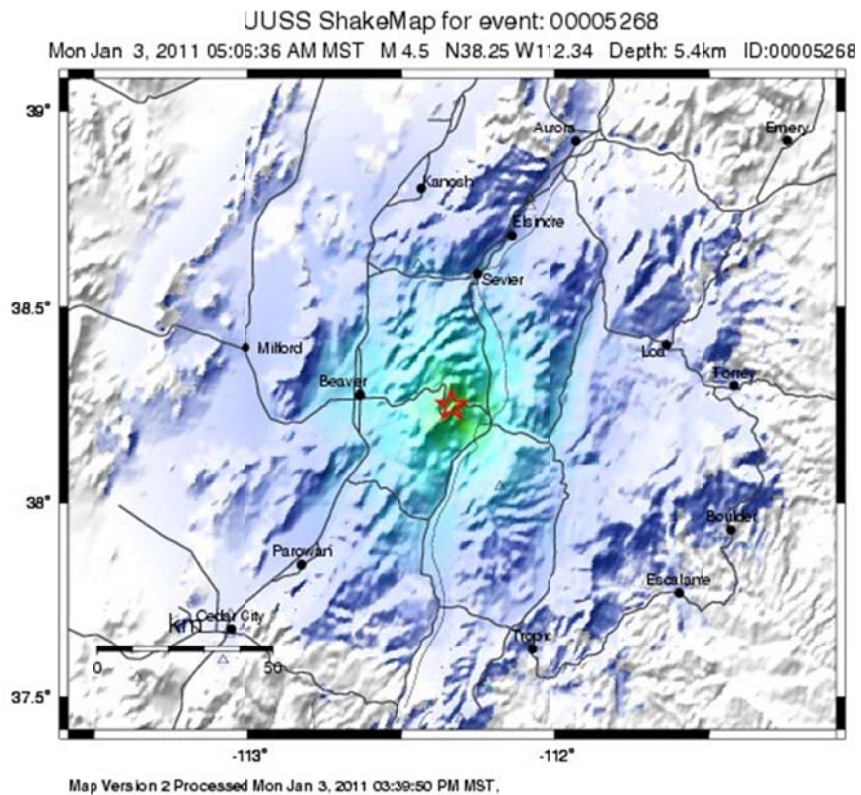 UUSS ShakeMap for event: 00005268
Mon Jan 3, 2011 05:06:36 AM MST M 4.5 N38.25 W112.34 Depth: 5.4km ID:00005268
39°
Aurora
Emery
Kanosh
Elsinore
38.5°
Sevier
Milford
Loa
Beaver
Torrey
38°
Boulder
Parowan
Escalante
km
Cedar City
Tropic
0
50
37.5°
-113°
-112°
Map Version 2 Processed Mon Jan 3, 2011 03:39:50 PM MST,